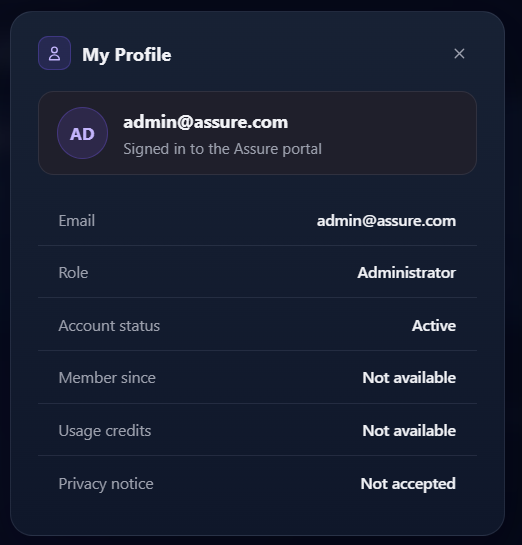 My Profile
AD
admin@assure.com
Signed in to the Assure portal
Email admin@assure.com
Role Administrator
Account status Active
Member since Not available
Usage credits Not available
Privacy notice Not accepted